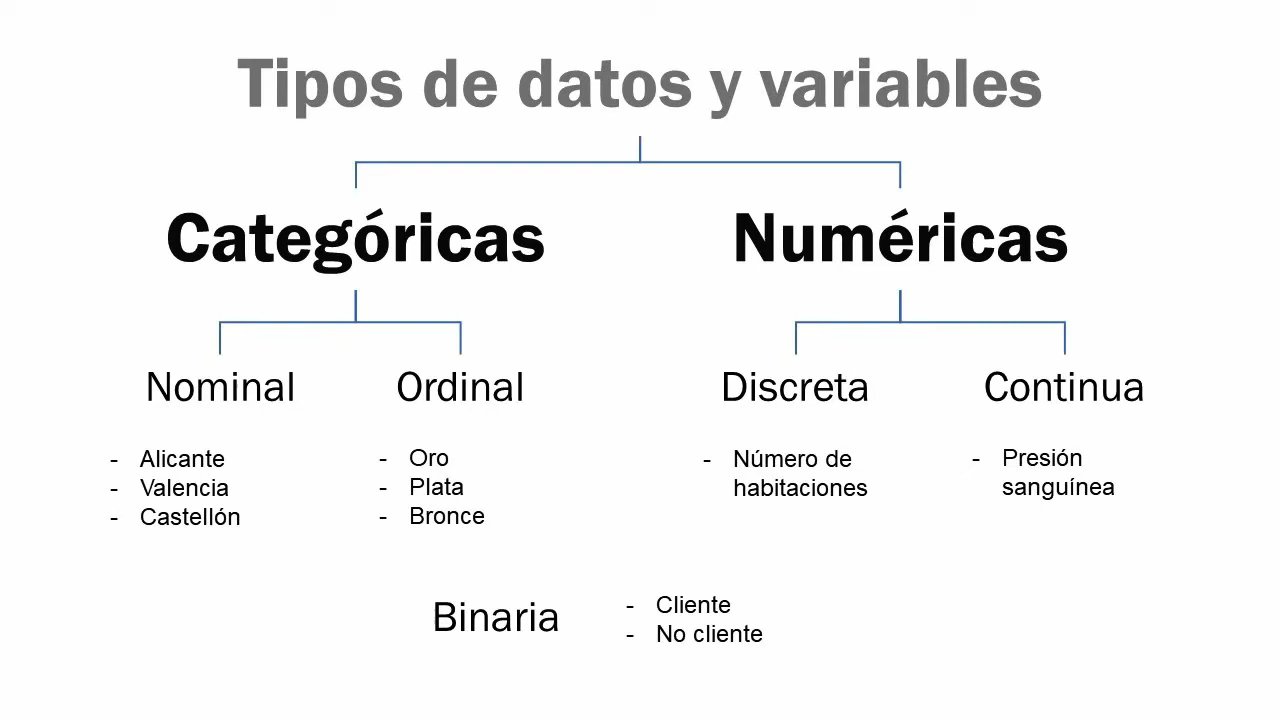 Tipos de datos y variables
Categóricas
Numéricas
Nominal
Ordinal
Discreta
Continua
- Alicante
- Valencia
- Castellón
- Oro
- Plata
- Bronce
- Número de
habitaciones
- Presión
sanguínea
Binaria
- Cliente
- No cliente